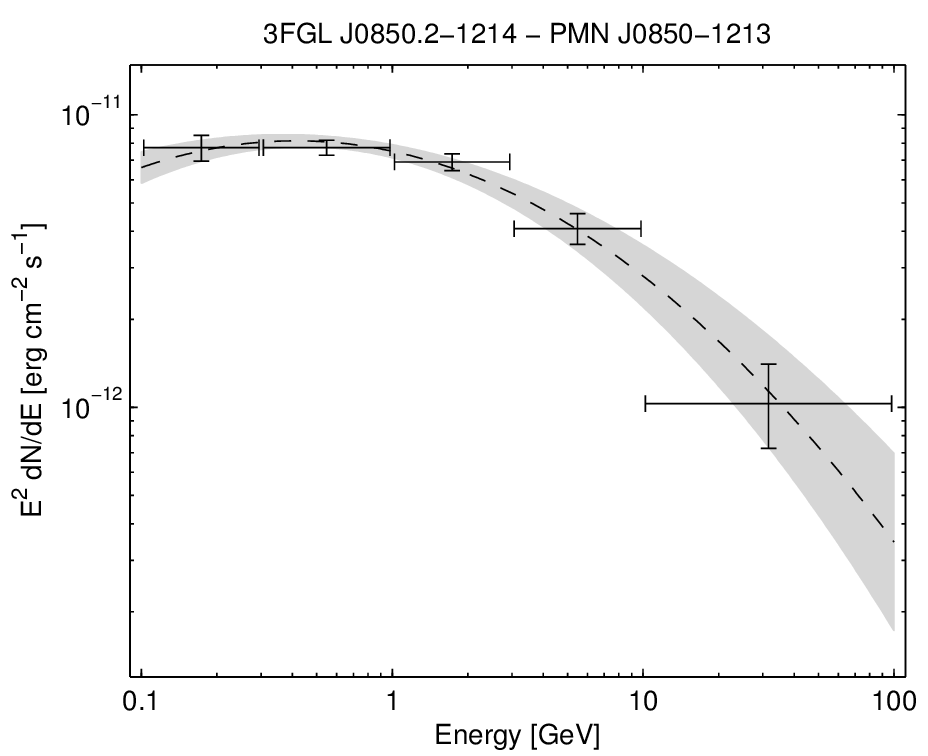 3FGL J0850.2−1214 − PMN J0850−1213
E² dN/dE [erg cm⁻² s⁻¹]
10⁻¹¹
10⁻¹²
0.1 1 10 100
Energy [GeV]